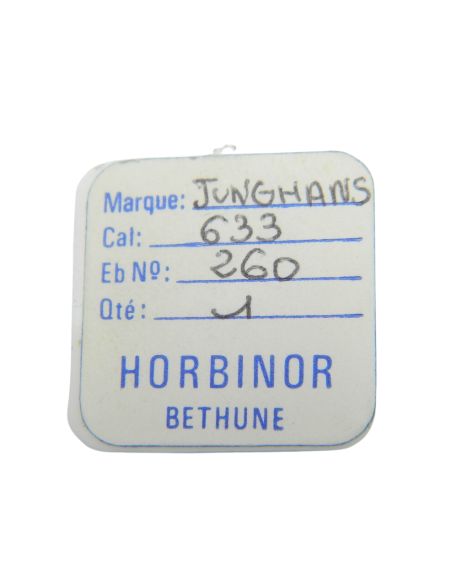 Marque: JUNGHANS
Cal: 633
Eb Nº: 260
Qté: 1
HORBINOR
BETHUNE